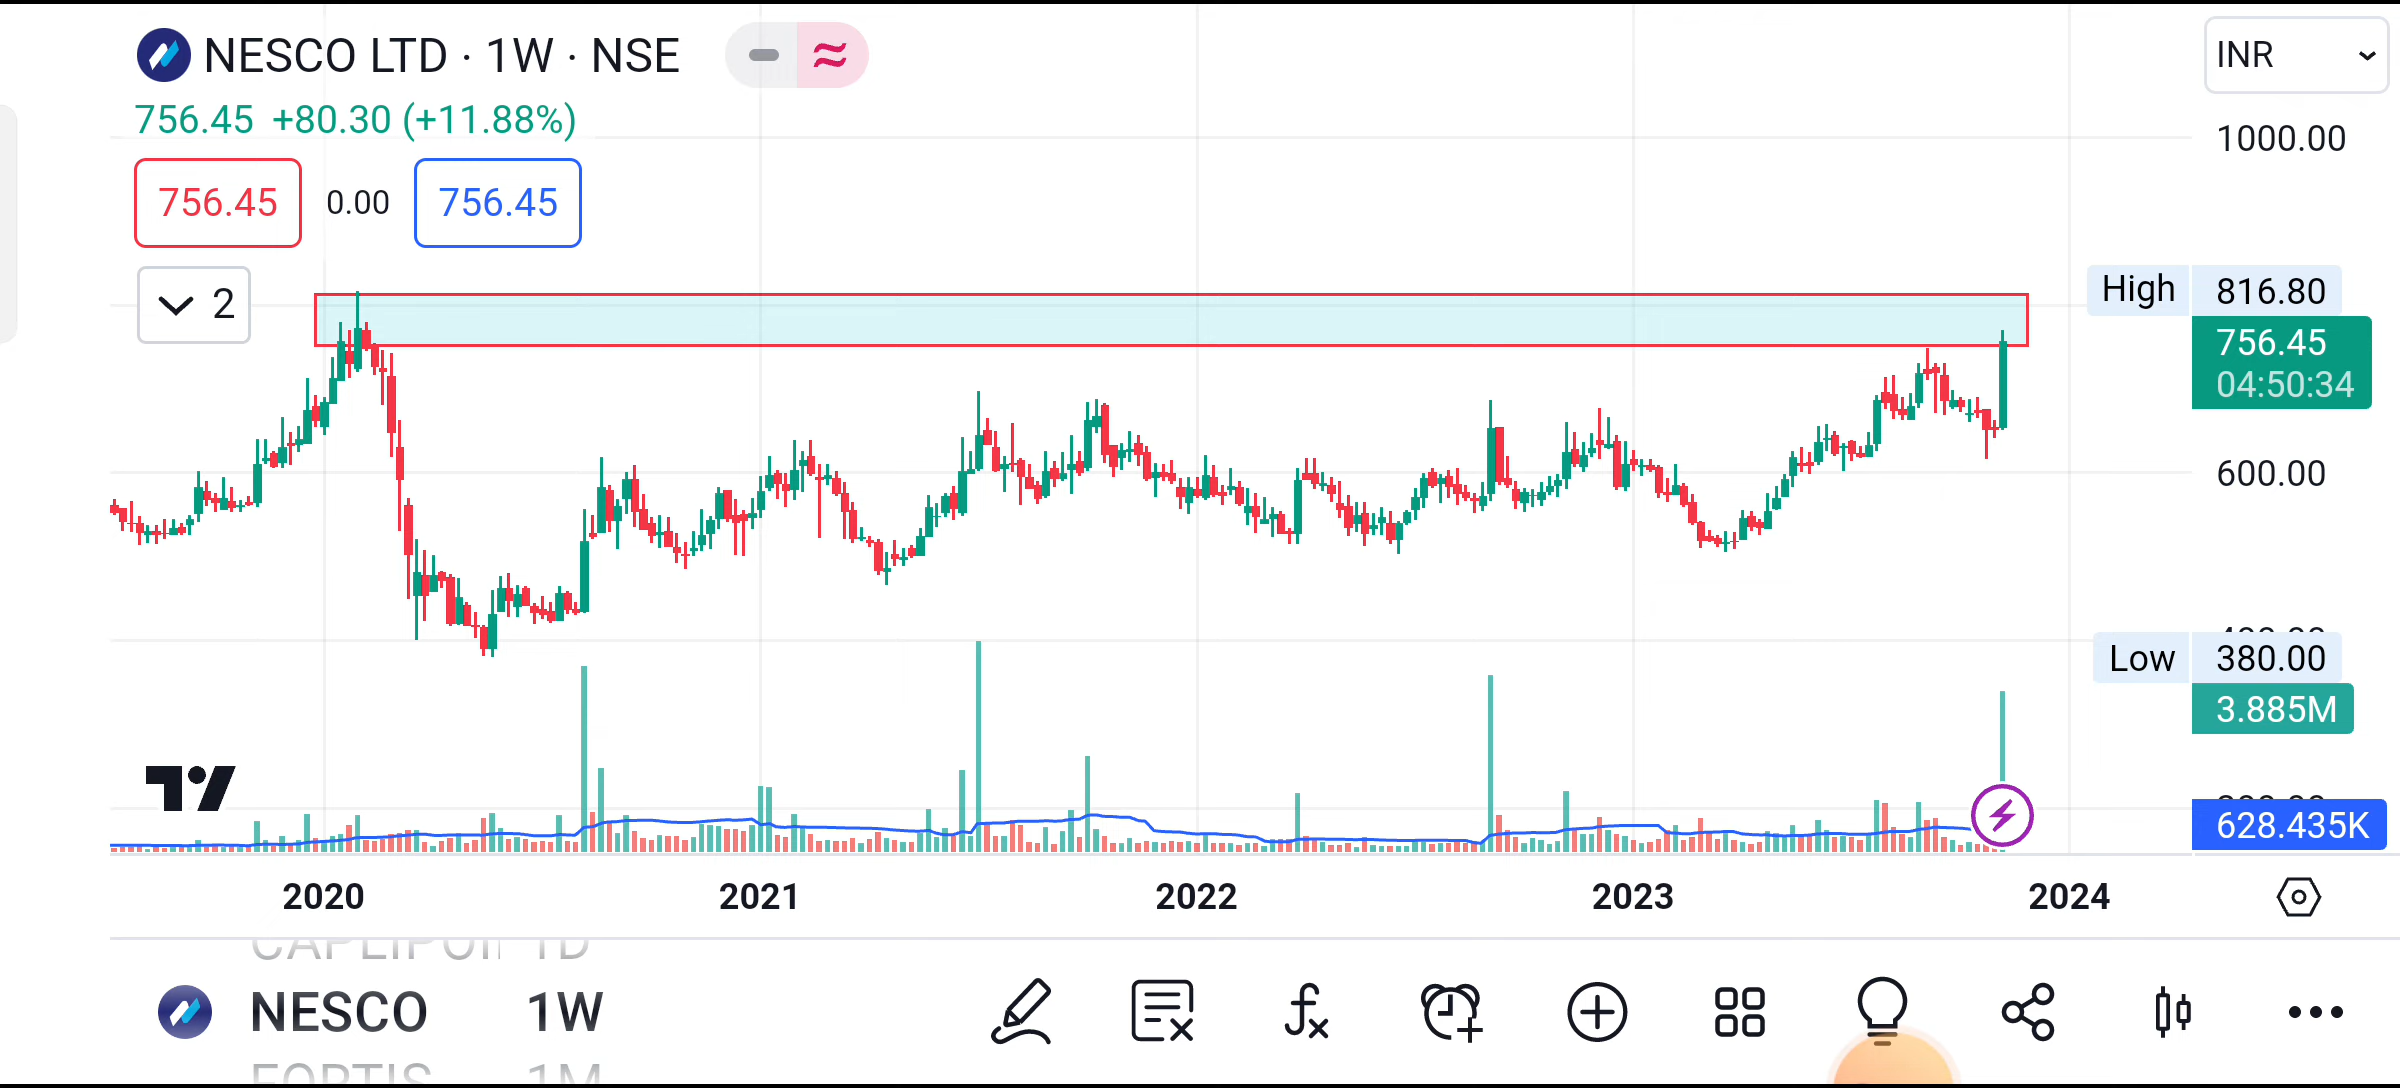 NESCO LTD · 1W · NSE
INR
756.45 +80.30 (+11.88%)
1000.00
756.45 0.00 756.45
2
High 816.80
756.45
04:50:34
600.00
Low 380.00
3.885M
628.435K
2020 2021 2022 2023 2024
NESCO 1W
FORTIS 1M